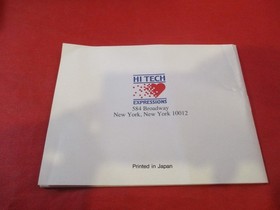 HI TECH
EXPRESSIONS
584 Broadway
New York, New York 10012
Printed in Japan